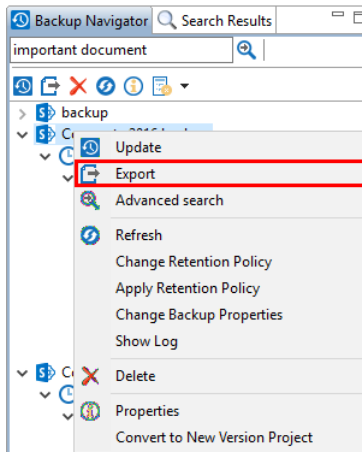 Backup Navigator Search Results
important document
backup
Update
Export
Advanced search
Refresh
Change Retention Policy
Apply Retention Policy
Change Backup Properties
Show Log
Delete
Properties
Convert to New Version Project